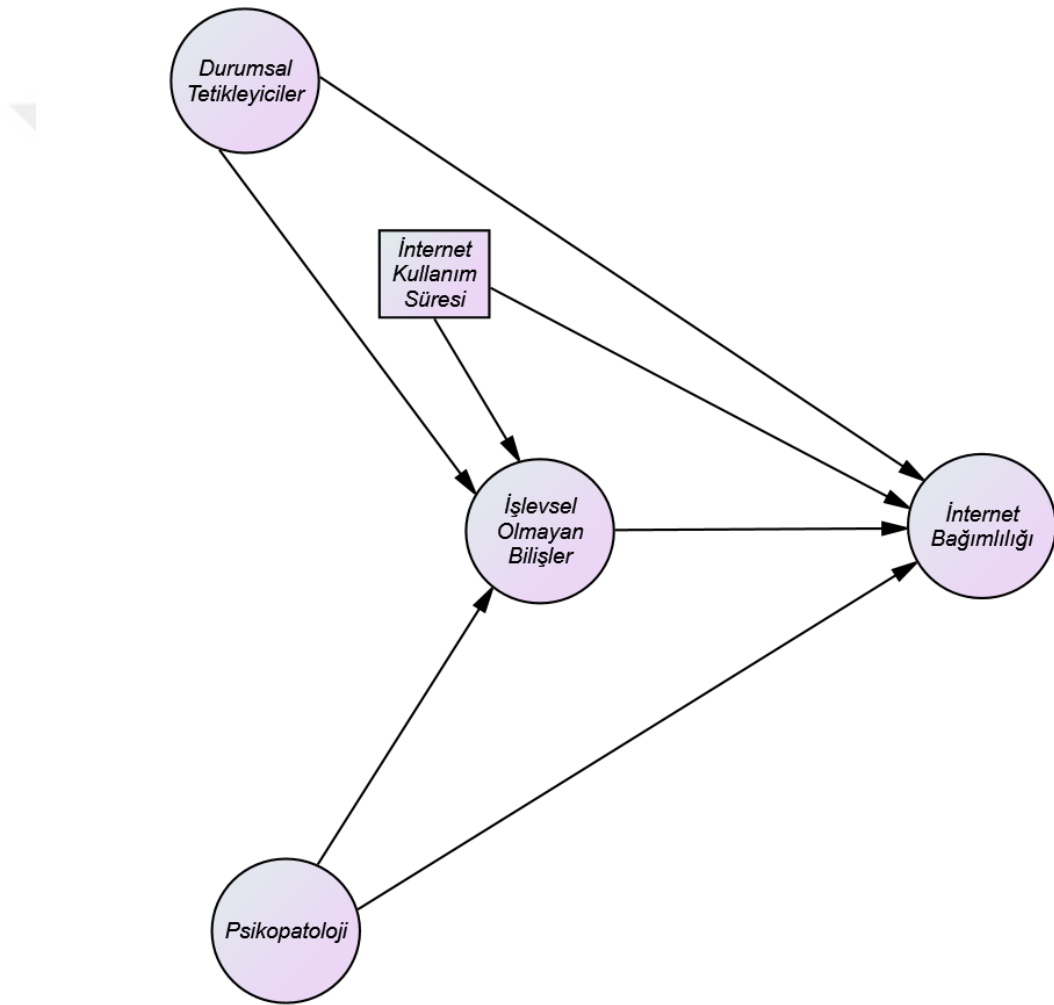 Durumsal
Tetikleyiciler
İnternet
Kullanım
Süresi
İşlevsel
Olmayan
Bilişler
İnternet
Bağımlılığı
Psikopatoloji